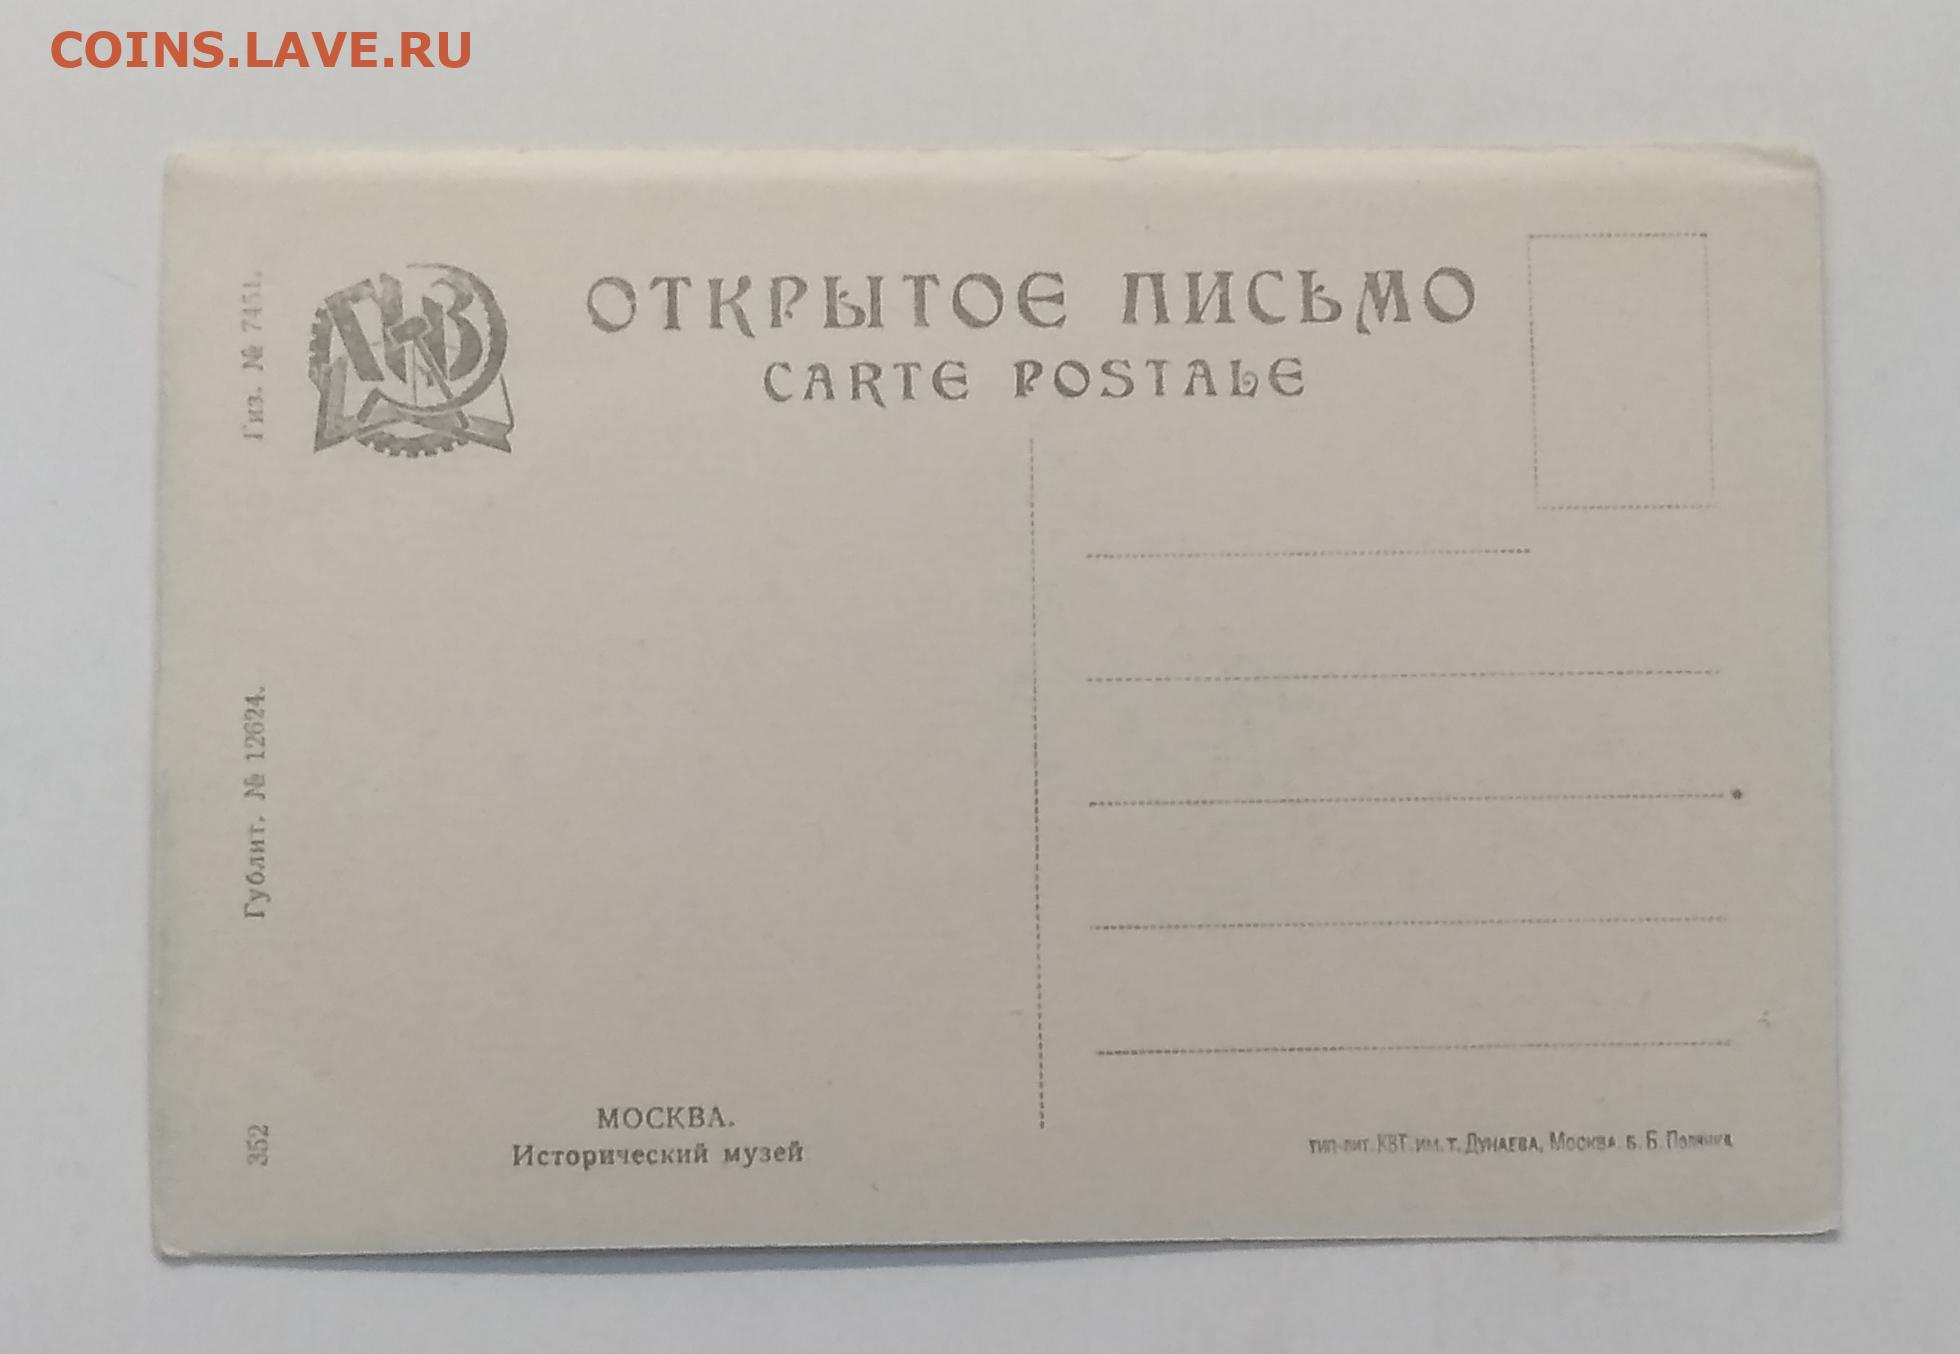 COINS.LAVE.RU
ОТКРЫТОЕ ПИСЬМО
CARTE POSTALE
Гиз. № 7451.
Гублит. № 12624.
352
МОСКВА.
Исторический музей
ТИП-ЛИТ. КВТ. ИМ. Т. ДУНАЕВА, МОСКВА. Б. Б. Полянка